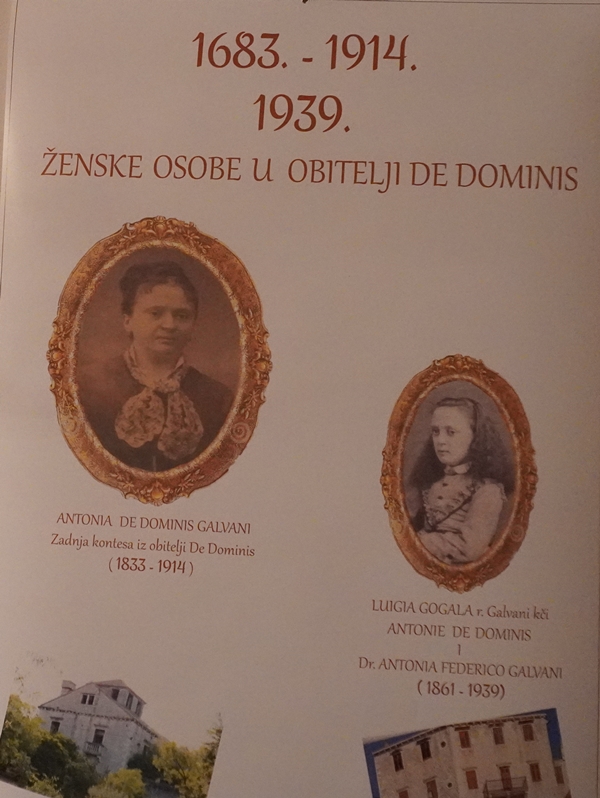 1683. - 1914.
1939.
ŽENSKE OSOBE U OBITELJI DE DOMINIS
ANTONIA DE DOMINIS GALVANI
Zadnja kontesa iz obitelji De Dominis
( 1833 - 1914 )
LUIGIA GOGALA r. Galvani kči
ANTONIE DE DOMINIS
I
Dr. ANTONIA FEDERICO GALVANI
( 1861 - 1939)